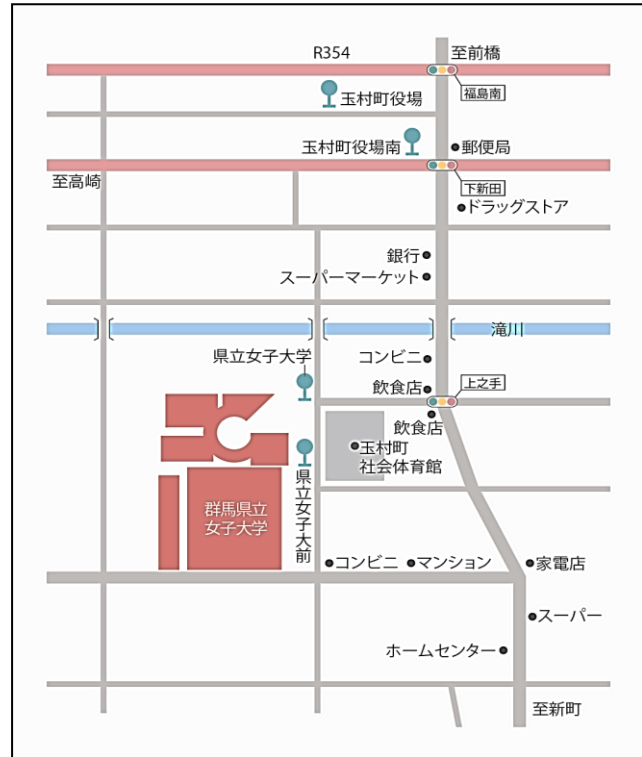 R354
至前橋
福島南
玉村町役場
玉村町役場南
郵便局
至高崎
下新田
ドラッグストア
銀行
スーパーマーケット
滝川
県立女子大学
コンビニ
上之手
飲食店
飲食店
玉村町
社会体育館
県立女子大前
群馬県立
女子大学
コンビニ
マンション
家電店
スーパー
ホームセンター
至新町